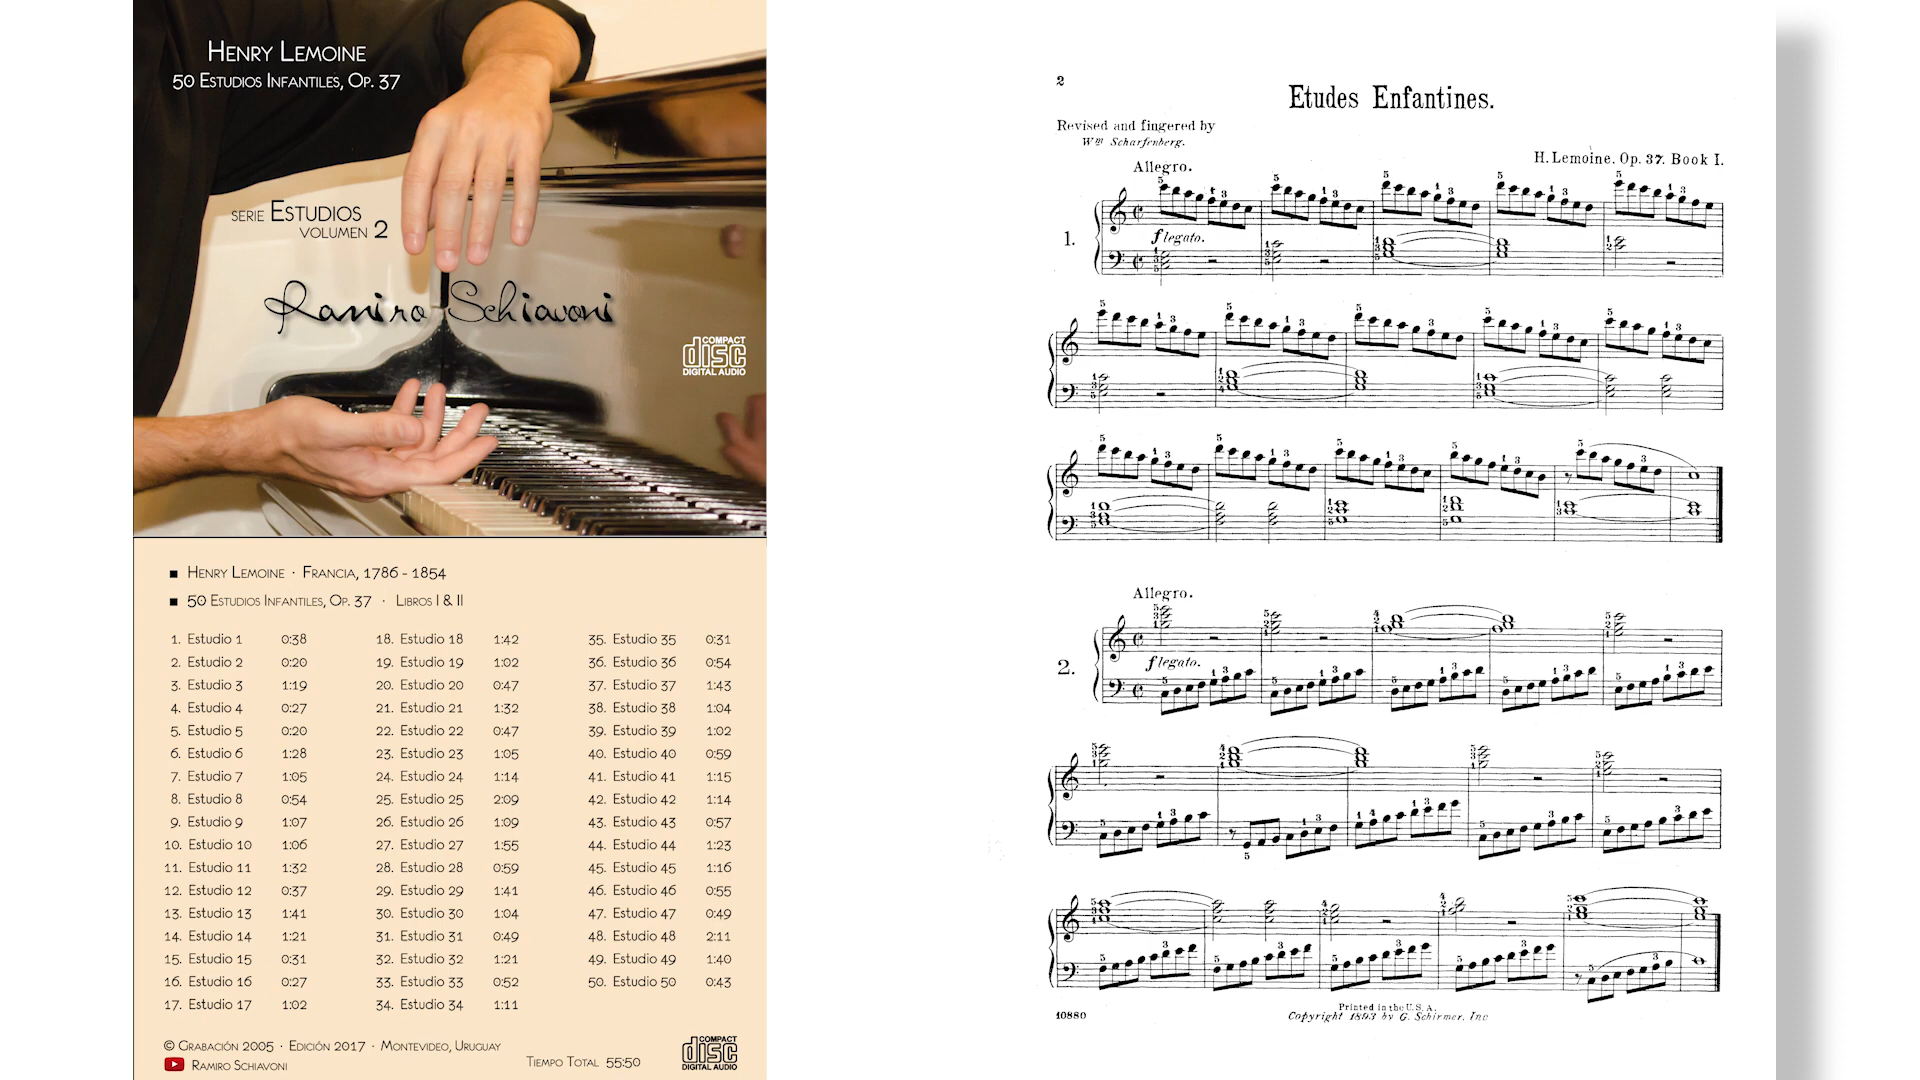 HENRY LEMOINE
50 ESTUDIOS INFANTILES, OP. 37
SERIE ESTUDIOS
VOLUMEN 2
Ramiro Schiavoni
COMPACT
disc
DIGITAL AUDIO
HENRY LEMOINE · FRANCIA, 1786 - 1854
50 ESTUDIOS INFANTILES, OP. 37 · LIBROS I & II
1. Estudio 1 0:38
2. Estudio 2 0:20
3. Estudio 3 1:19
4. Estudio 4 0:27
5. Estudio 5 0:20
6. Estudio 6 1:28
7. Estudio 7 1:05
8. Estudio 8 0:54
9. Estudio 9 1:07
10. Estudio 10 1:06
11. Estudio 11 1:32
12. Estudio 12 0:37
13. Estudio 13 1:41
14. Estudio 14 1:21
15. Estudio 15 0:31
16. Estudio 16 0:27
17. Estudio 17 1:02
18. Estudio 18 1:42
19. Estudio 19 1:02
20. Estudio 20 0:47
21. Estudio 21 1:32
22. Estudio 22 0:47
23. Estudio 23 1:05
24. Estudio 24 1:14
25. Estudio 25 2:09
26. Estudio 26 1:09
27. Estudio 27 1:55
28. Estudio 28 0:59
29. Estudio 29 1:41
30. Estudio 30 1:04
31. Estudio 31 0:49
32. Estudio 32 1:21
33. Estudio 33 0:52
34. Estudio 34 1:11
35. Estudio 35 0:31
36. Estudio 36 0:54
37. Estudio 37 1:43
38. Estudio 38 1:04
39. Estudio 39 1:02
40. Estudio 40 0:59
41. Estudio 41 1:15
42. Estudio 42 1:14
43. Estudio 43 0:57
44. Estudio 44 1:23
45. Estudio 45 1:16
46. Estudio 46 0:55
47. Estudio 47 0:49
48. Estudio 48 2:11
49. Estudio 49 1:40
50. Estudio 50 0:43
© GRABACIÓN 2005 · EDICIÓN 2017 · MONTEVIDEO, URUGUAY
RAMIRO SCHIAVONI
TIEMPO TOTAL 55:50
COMPACT
disc
DIGITAL AUDIO
2
Etudes Enfantines.
Revised and fingered by
Wm Scharfenberg.
H. Lemoine. Op. 37. Book I.
Allegro.
1.
f legato.
Allegro.
2.
f legato.
Printed in the U.S.A.
10880
Copyright 1893 by G. Schirmer, Inc